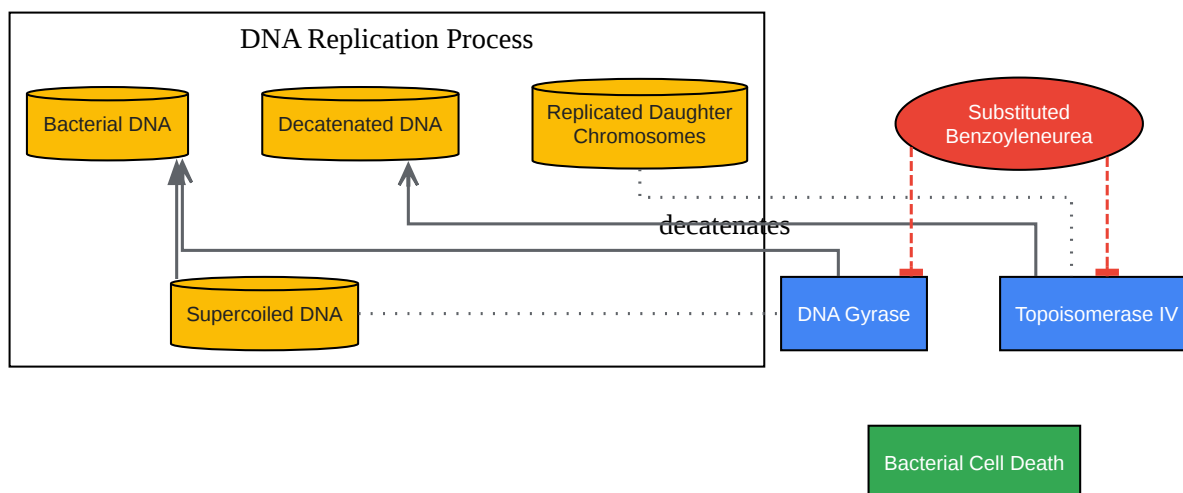 DNA Replication Process
Bacterial DNA
Decatenated DNA
Replicated Daughter
Chromosomes
Substituted
Benzoyleneurea
decatenates
Supercoiled DNA
DNA Gyrase
Topoisomerase IV
Bacterial Cell Death